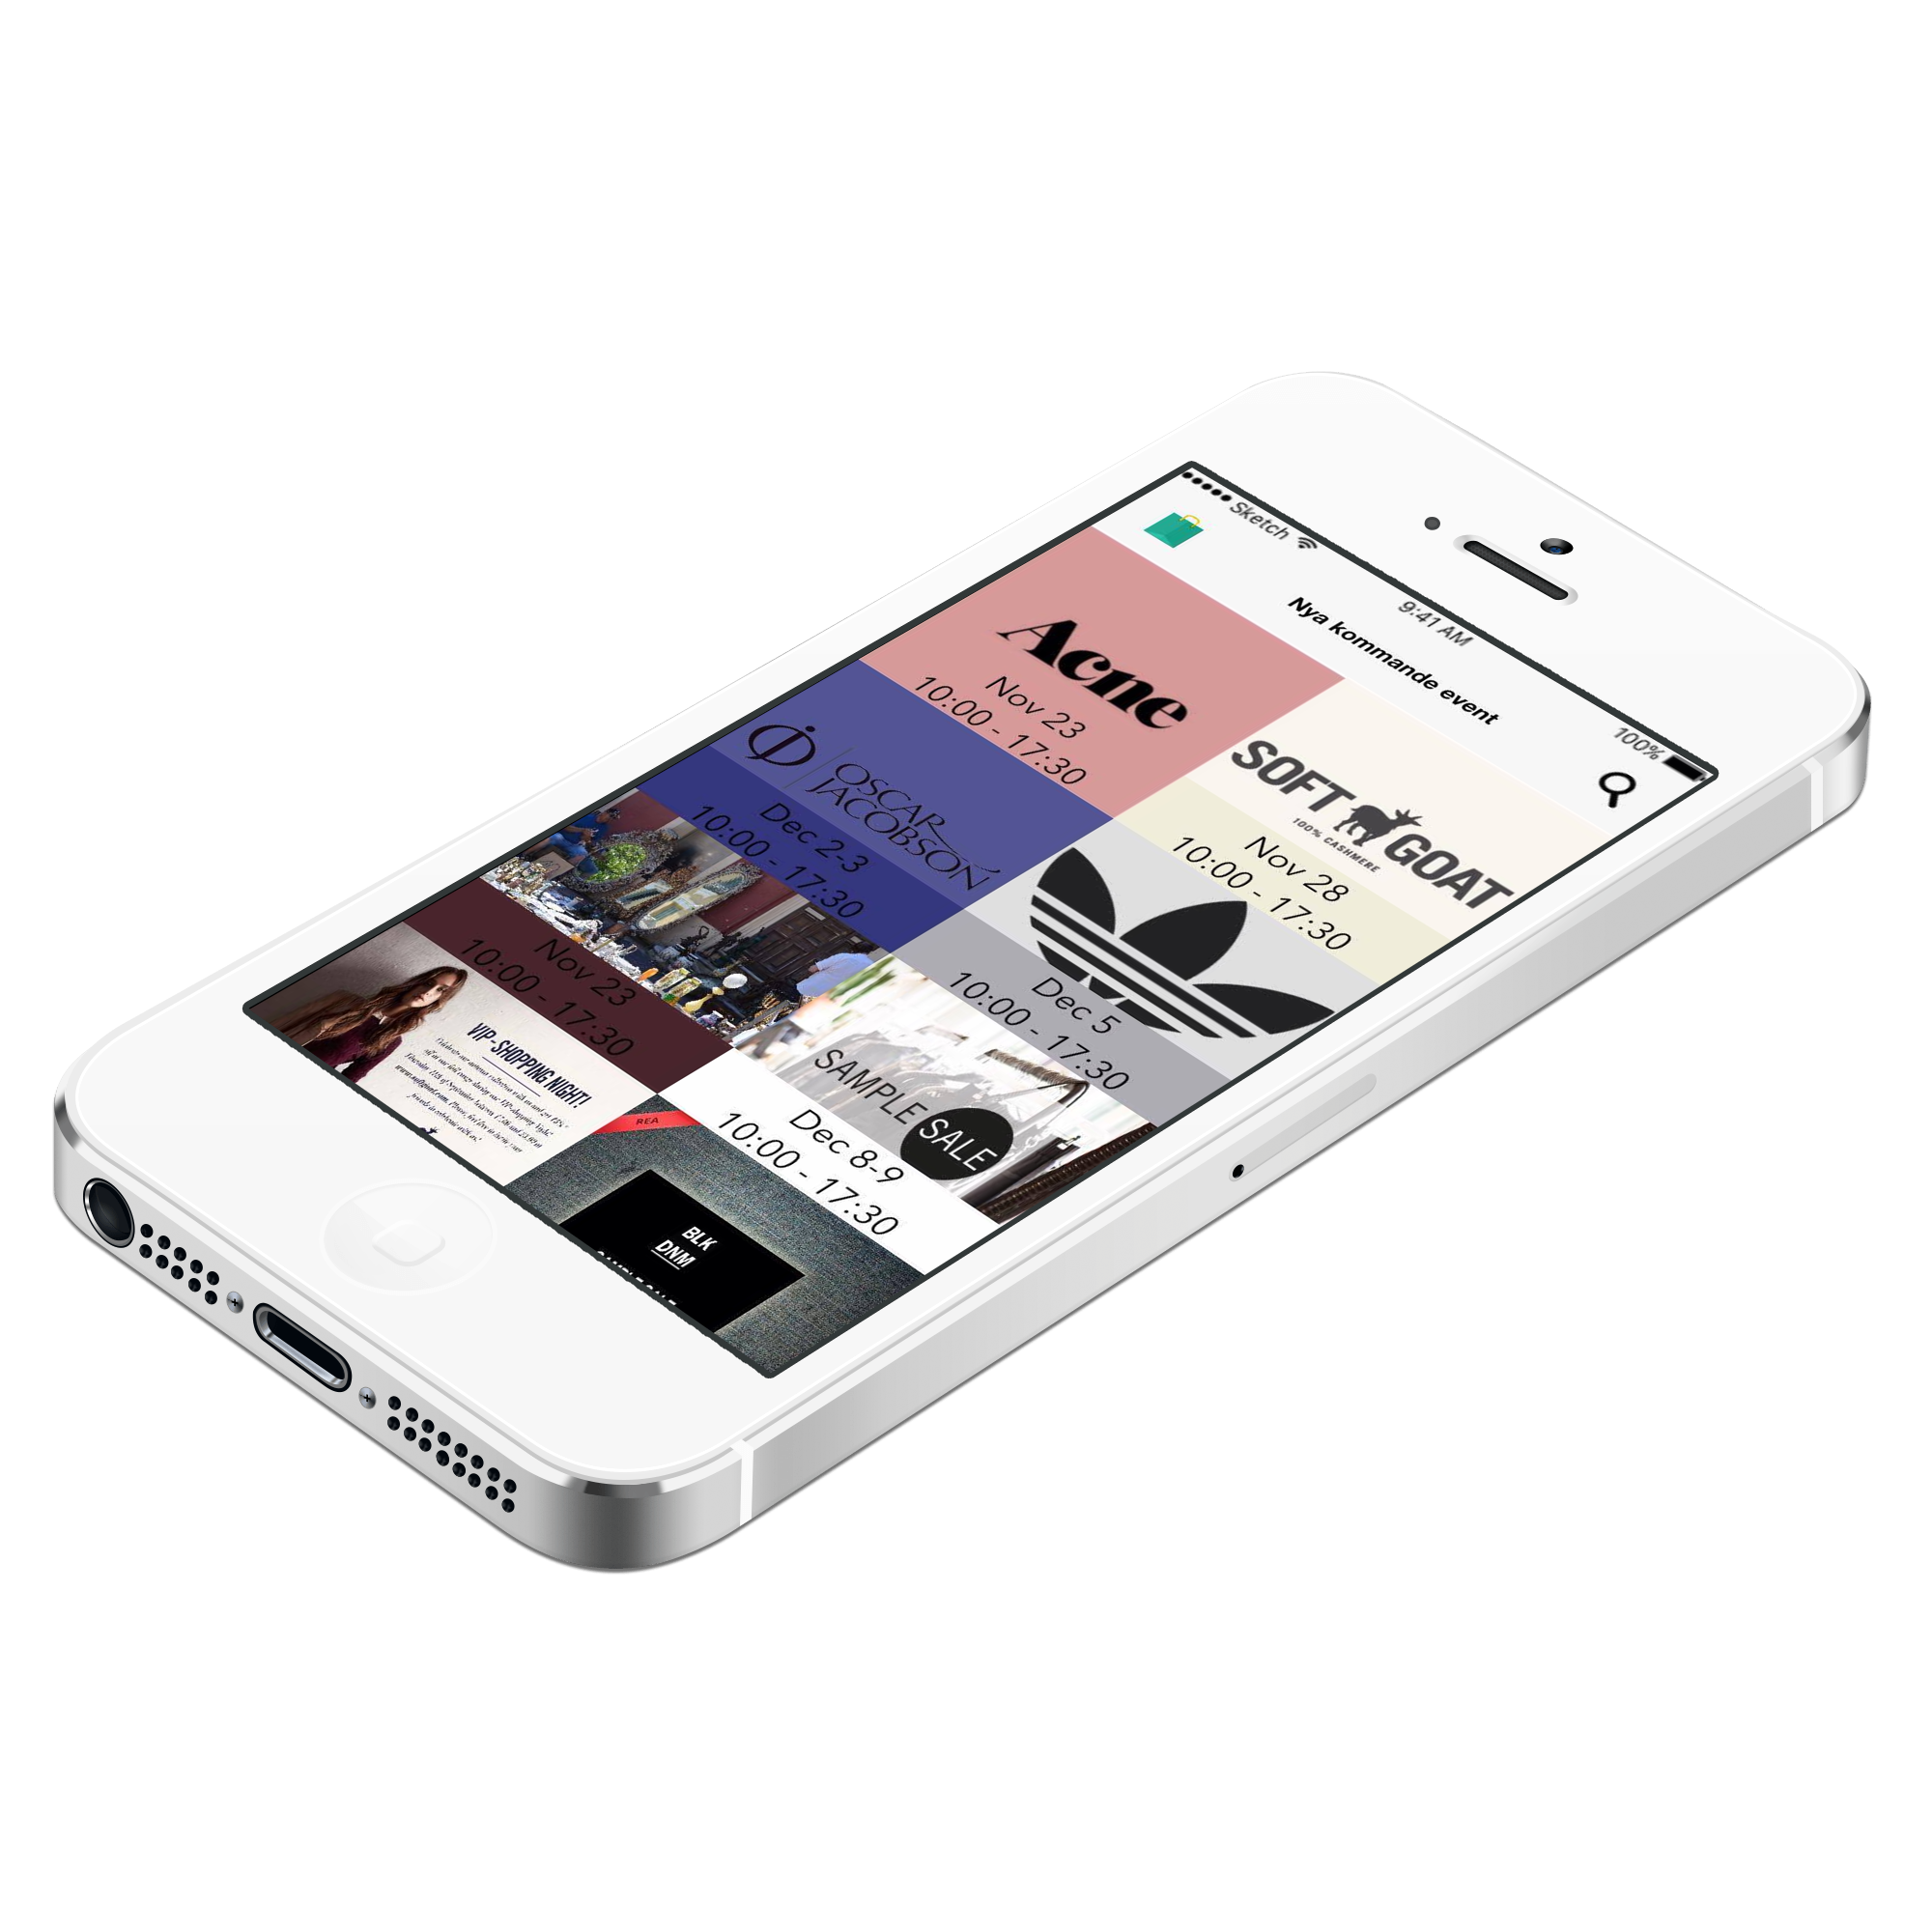 Sketch
9:41 AM
100%
Nya kommande event
Acne
Nov 23
10:00 - 17:30
SOFT GOAT
100% CASHMERE
Nov 28
10:00 - 17:30
OSCAR
JACOBSON
Dec 2-3
10:00 - 17:30
Dec 5
10:00 - 17:30
Nov 23
10:00 - 17:30
SAMPLE
SALE
Dec 8-9
10:00 - 17:30
VIP-SHOPPING NIGHT!
REA
BLK
DNM